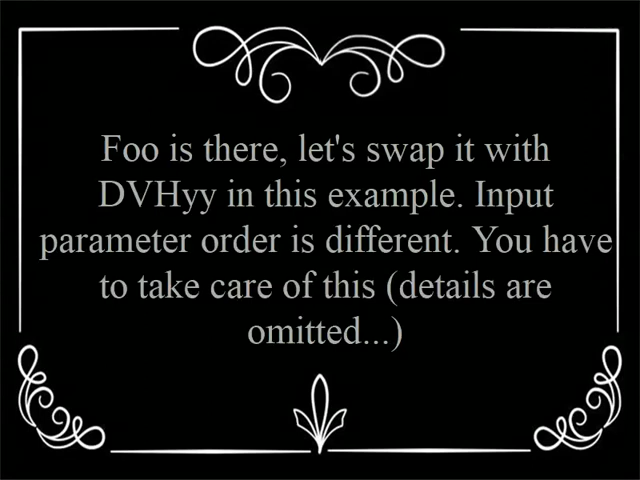 Foo is there, let's swap it with
DVHyy in this example. Input
parameter order is different. You have
to take care of this (details are
omitted...)